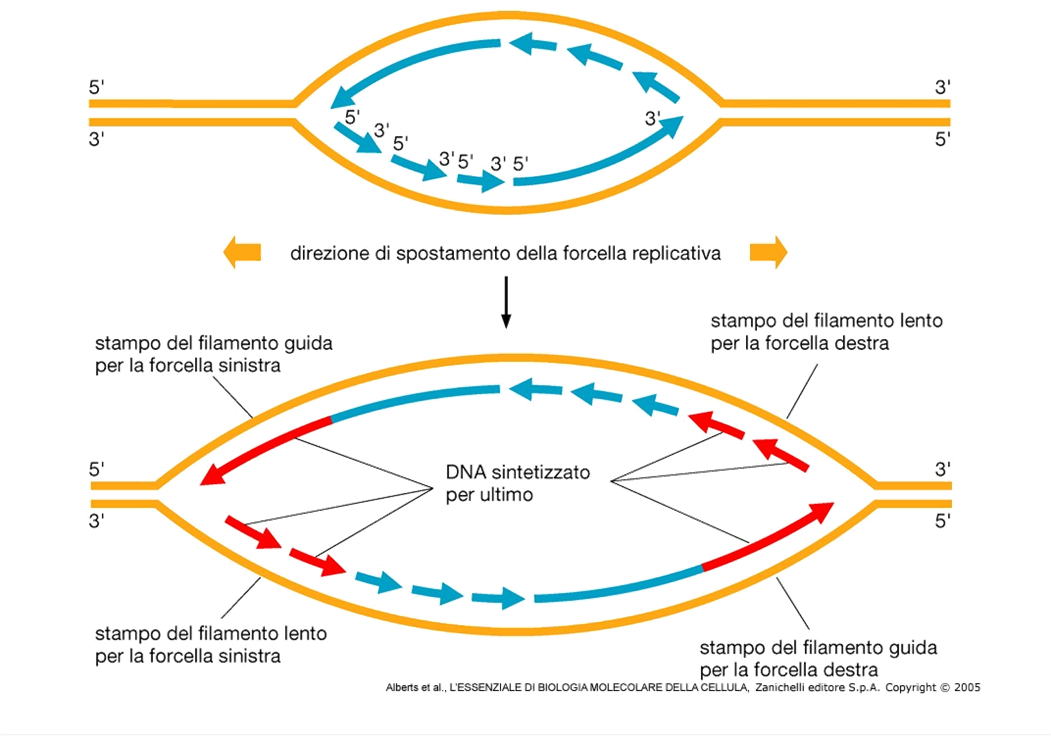 5' 3'
3' 5'
5' 3' 5' 3' 5' 3' 5' 3'
direzione di spostamento della forcella replicativa
stampo del filamento guida
per la forcella sinistra
stampo del filamento lento
per la forcella destra
5' 3'
3' 5'
DNA sintetizzato
per ultimo
stampo del filamento lento
per la forcella sinistra
stampo del filamento guida
per la forcella destra
Alberts et al., L'ESSENZIALE DI BIOLOGIA MOLECOLARE DELLA CELLULA, Zanichelli editore S.p.A. Copyright © 2005